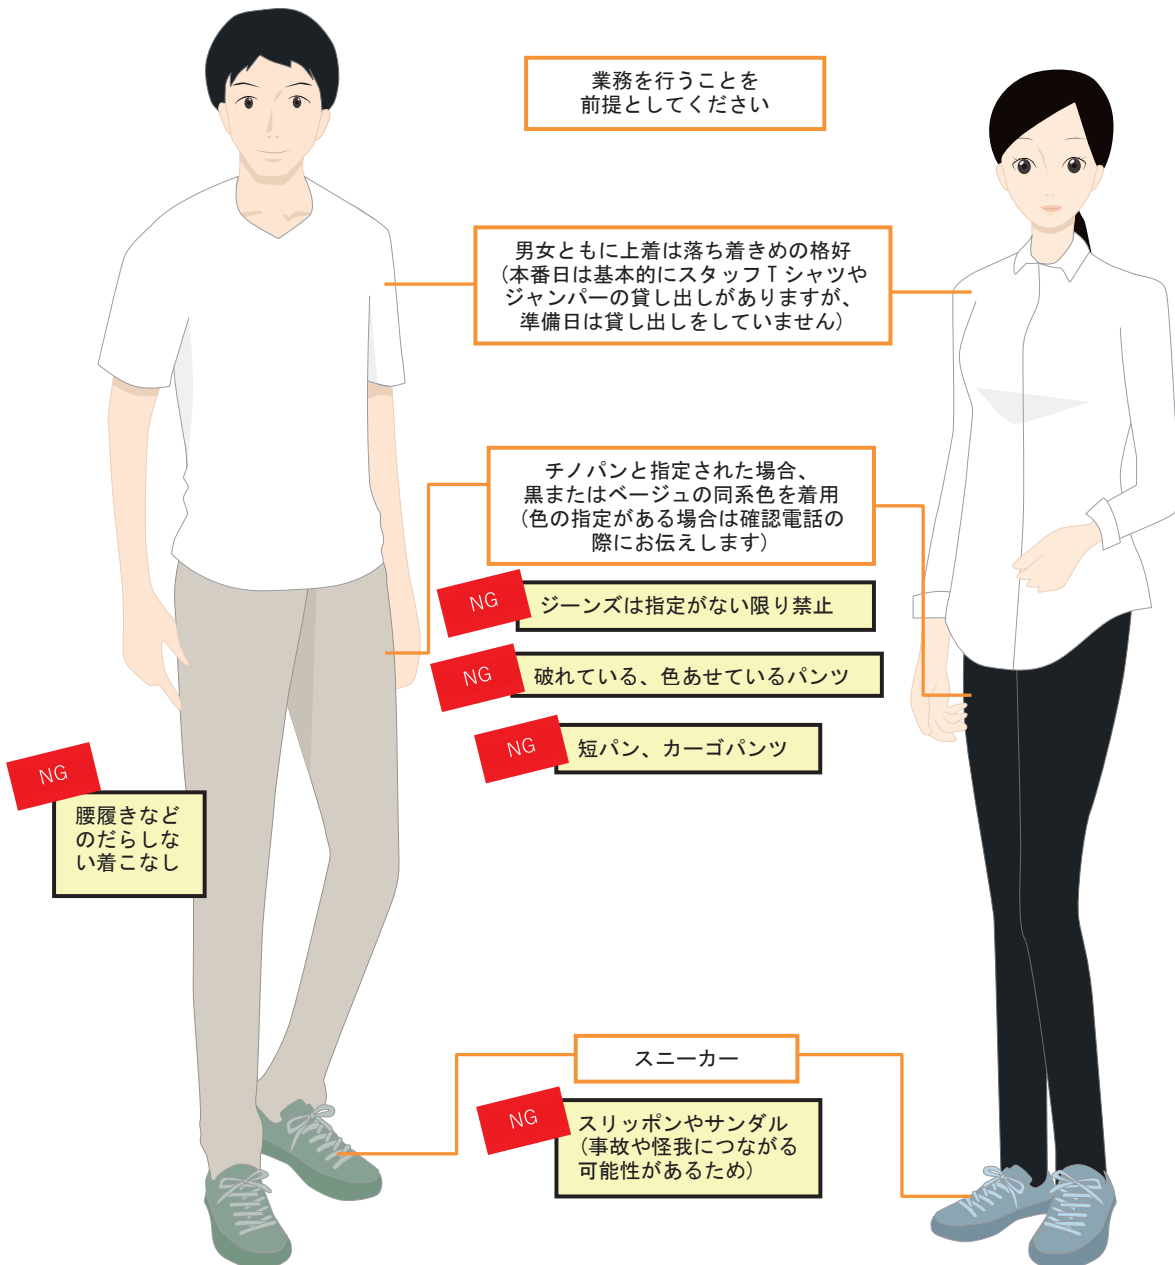 業務を行うことを
前提としてください
男女ともに上着は落ち着きめの格好
(本番日は基本的にスタッフTシャツや
ジャンパーの貸し出しがありますが、
準備日は貸し出しをしていません)
チノパンと指定された場合、
黒またはベージュの同系色を着用
(色の指定がある場合は確認電話の
際にお伝えします)
NG
ジーンズは指定がない限り禁止
NG
破れている、色あせているパンツ
NG
短パン、カーゴパンツ
NG
腰履きなど
のだらしな
い着こなし
スニーカー
NG
スリッポンやサンダル
(事故や怪我につながる
可能性があるため)